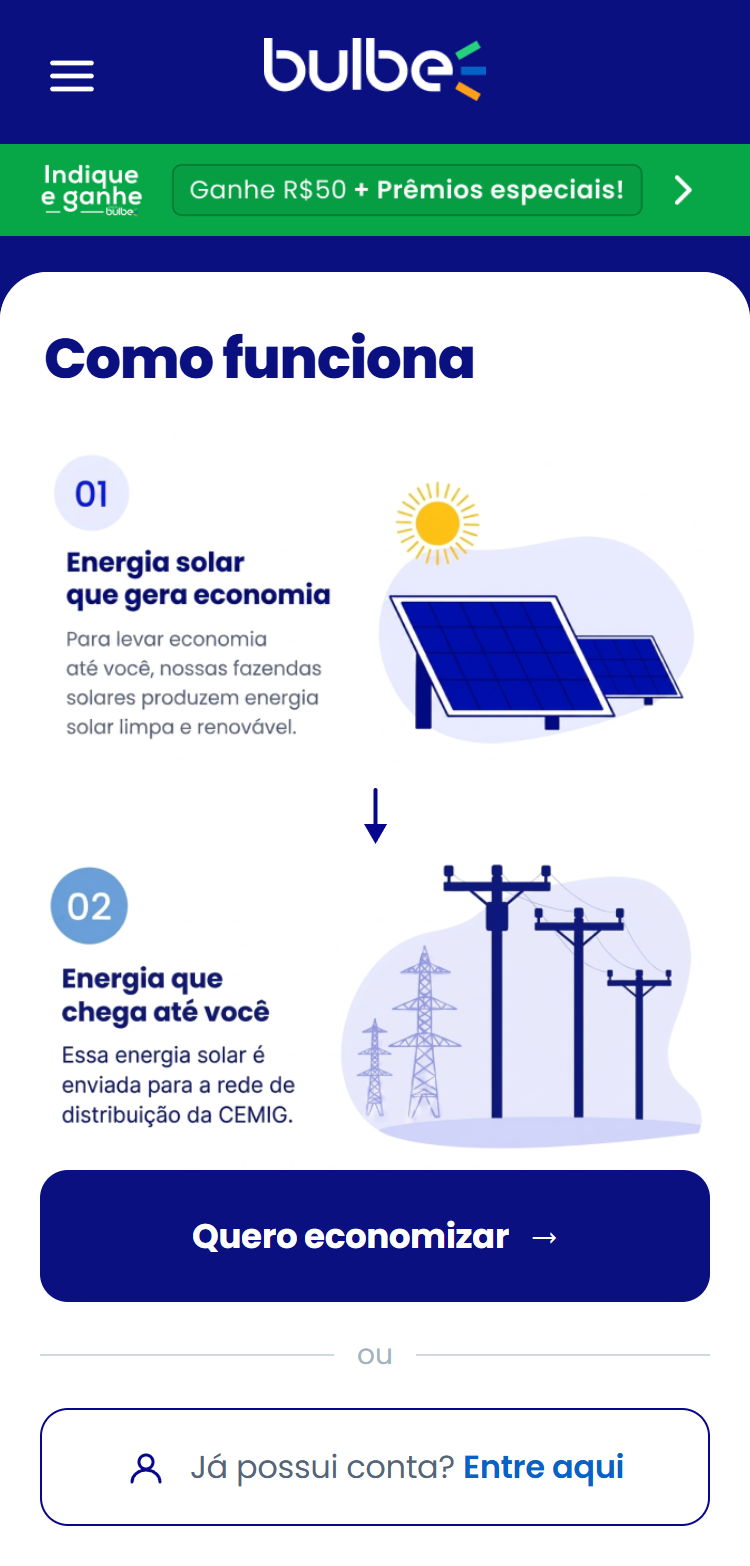 bulbe
Indique
e ganhe
bulbe
Ganhe R$50 + Prêmios especiais!
Como funciona
01
Energia solar
que gera economia
Para levar economia
até você, nossas fazendas
solares produzem energia
solar limpa e renovável.
02
Energia que
chega até você
Essa energia solar é
enviada para a rede de
distribuição da CEMIG.
Quero economizar →
ou
Já possui conta? Entre aqui